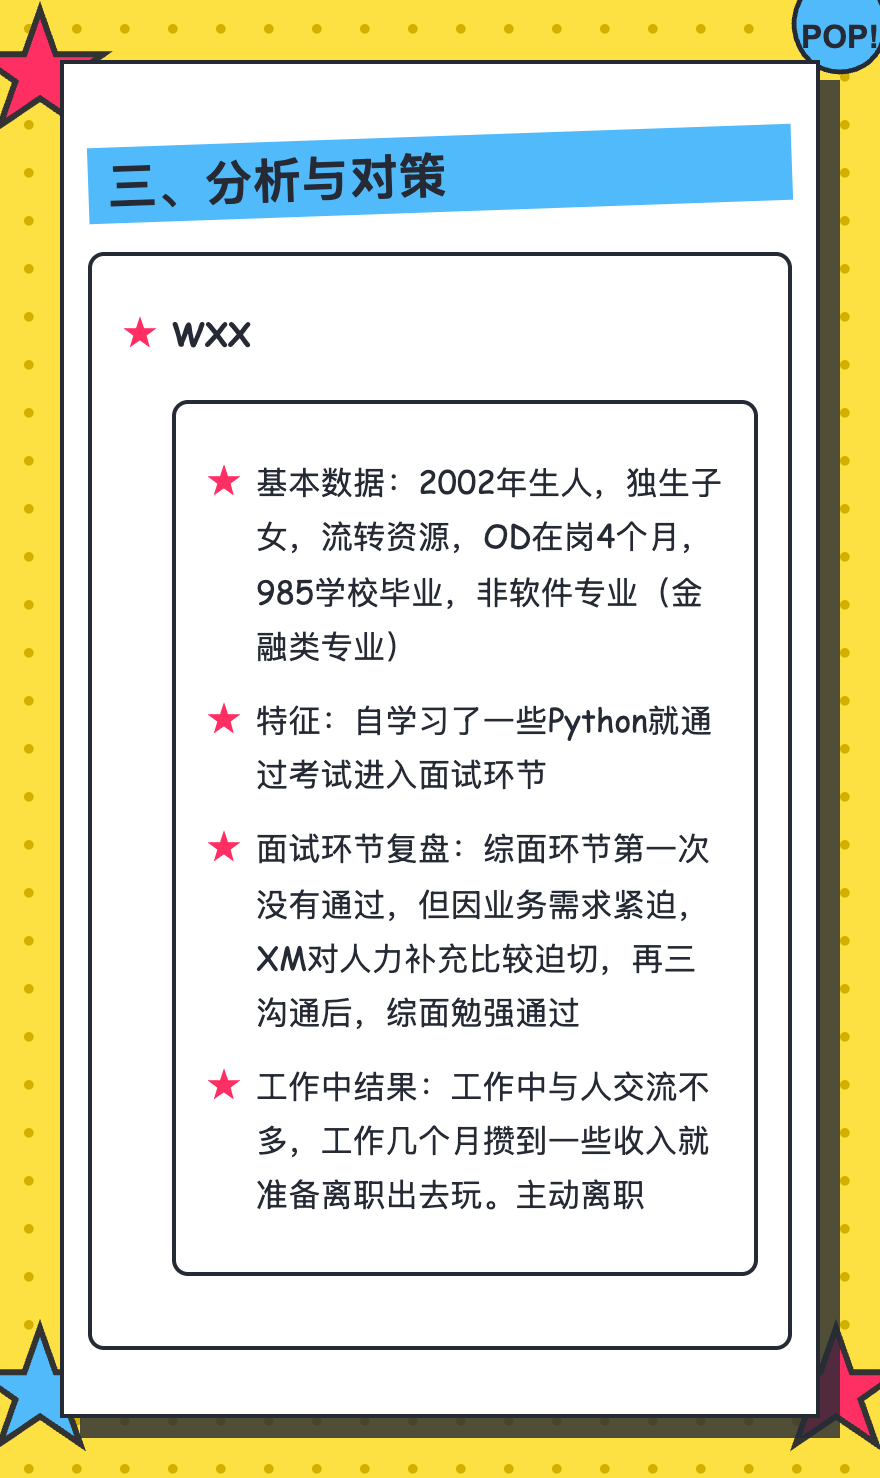 POP!
三、分析与对策
WXX
基本数据：2002年生人，独生子
女，流转资源，OD在岗4个月，
985学校毕业，非软件专业（金
融类专业）
特征：自学习了一些Python就通
过考试进入面试环节
面试环节复盘：综面环节第一次
没有通过，但因业务需求紧迫，
XM对人力补充比较迫切，再三
沟通后，综面勉强通过
工作中结果：工作中与人交流不
多，工作几个月攒到一些收入就
准备离职出去玩。主动离职